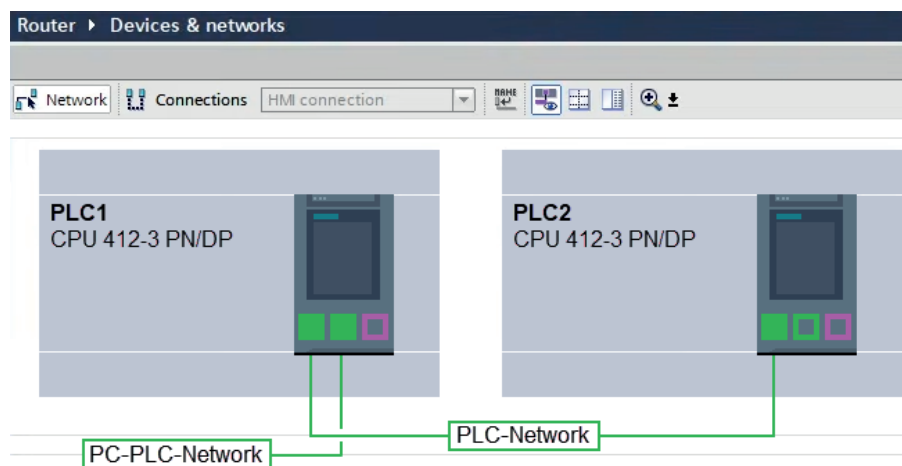 Router ▸ Devices & networks
Network Connections HMI connection
PLC1
CPU 412-3 PN/DP
PLC2
CPU 412-3 PN/DP
PLC-Network
PC-PLC-Network